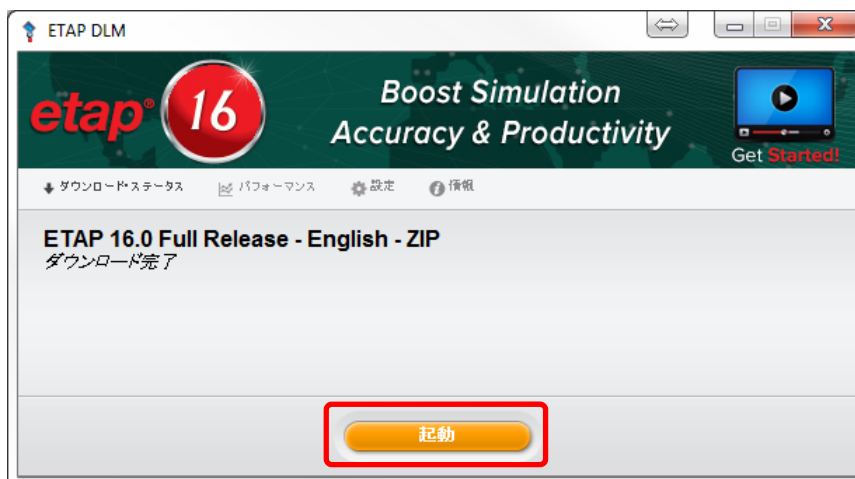 ETAP DLM
etap® 16
Boost Simulation
Accuracy & Productivity
Get Started!
ダウンロード・ステータス パフォーマンス 設定 情報
ETAP 16.0 Full Release - English - ZIP
ダウンロード完了
起動